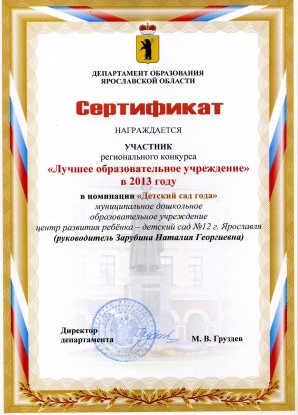 ДЕПАРТАМЕНТ ОБРАЗОВАНИЯ
ЯРОСЛАВСКОЙ ОБЛАСТИ
Сертификат
НАГРАЖДАЕТСЯ
УЧАСТНИК
регионального конкурса
«Лучшее образовательное учреждение»
в 2013 году
в номинации «Детский сад года»
муниципальное дошкольное
образовательное учреждение
центр развития ребёнка – детский сад №12 г. Ярославля
(руководитель Зарубина Наталия Георгиевна)
Директор
департамента
М. В. Груздев